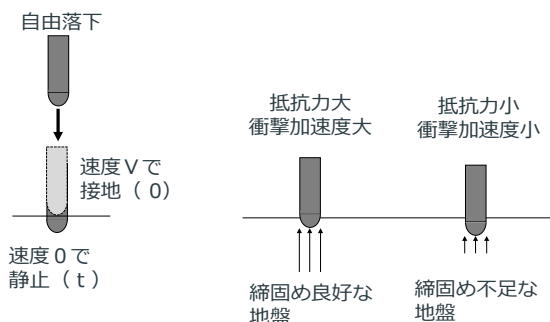 自由落下
速度Vで
接地（ 0）
速度０で
静止（ｔ）
抵抗力大
衝撃加速度大
締固め良好な
地盤
抵抗力小
衝撃加速度小
締固め不足な
地盤